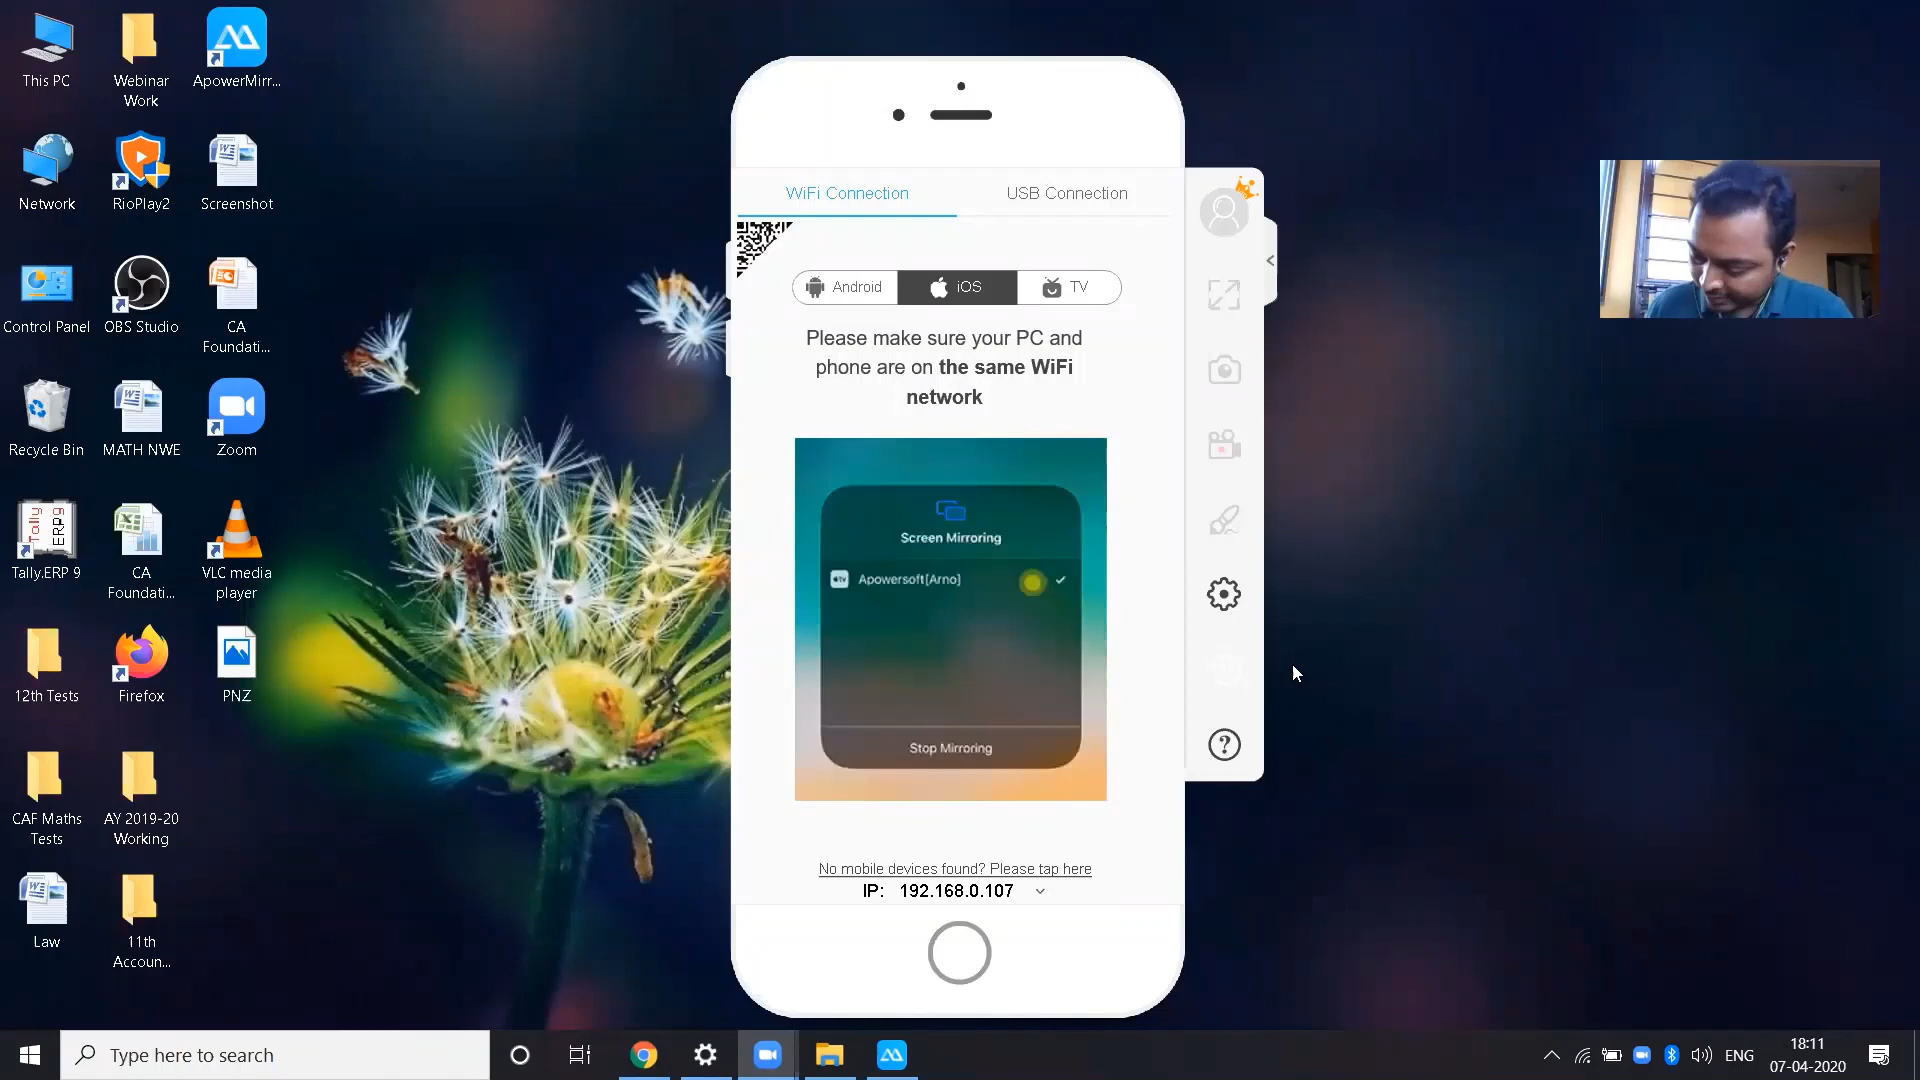 This PC
Webinar
Work
ApowerMirr...
Network
RioPlay2
Screenshot
Control Panel
OBS Studio
CA
Foundati...
Recycle Bin
MATH NWE
Zoom
Tally.ERP 9
CA
Foundati...
VLC media
player
12th Tests
Firefox
PNZ
CAF Maths
Tests
AY 2019-20
Working
Law
11th
Accoun...
WiFi Connection
USB Connection
Android
iOS
TV
Please make sure your PC and
phone are on the same WiFi
network
Screen Mirroring
tv
Apowersoft[Arno]
Stop Mirroring
No mobile devices found? Please tap here
IP: 192.168.0.107
Tally
ERP9
Type here to search
ENG
18:11
07-04-2020